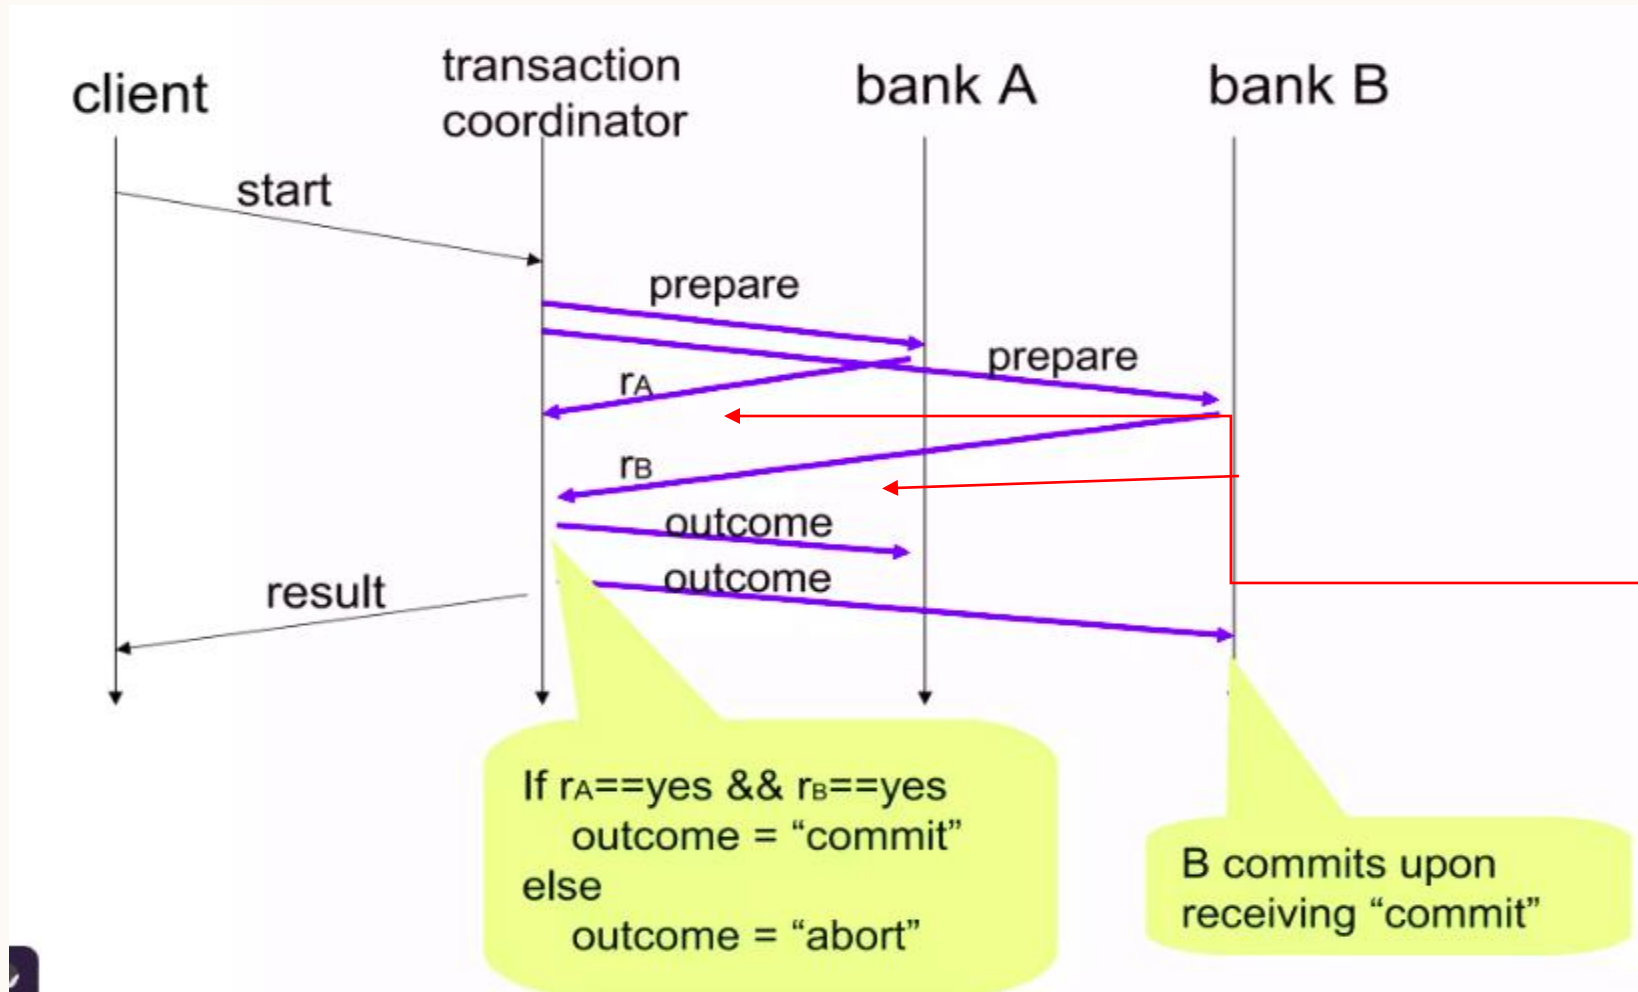 client
transaction
coordinator
bank A
bank B
start
prepare
prepare
rA
rB
outcome
outcome
result
If rA==yes && rB==yes
outcome = “commit”
else
outcome = “abort”
B commits upon
receiving “commit”